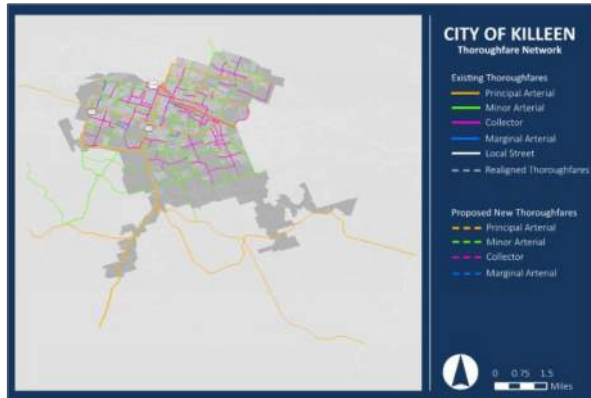 CITY OF KILLEEN
Thoroughfare Network
Existing Thoroughfares
Principal Arterial
Minor Arterial
Collector
Marginal Arterial
Local Street
Realigned Thoroughfares
Proposed New Thoroughfares
Principal Arterial
Minor Arterial
Collector
Marginal Arterial
0 0.75 1.5
Miles